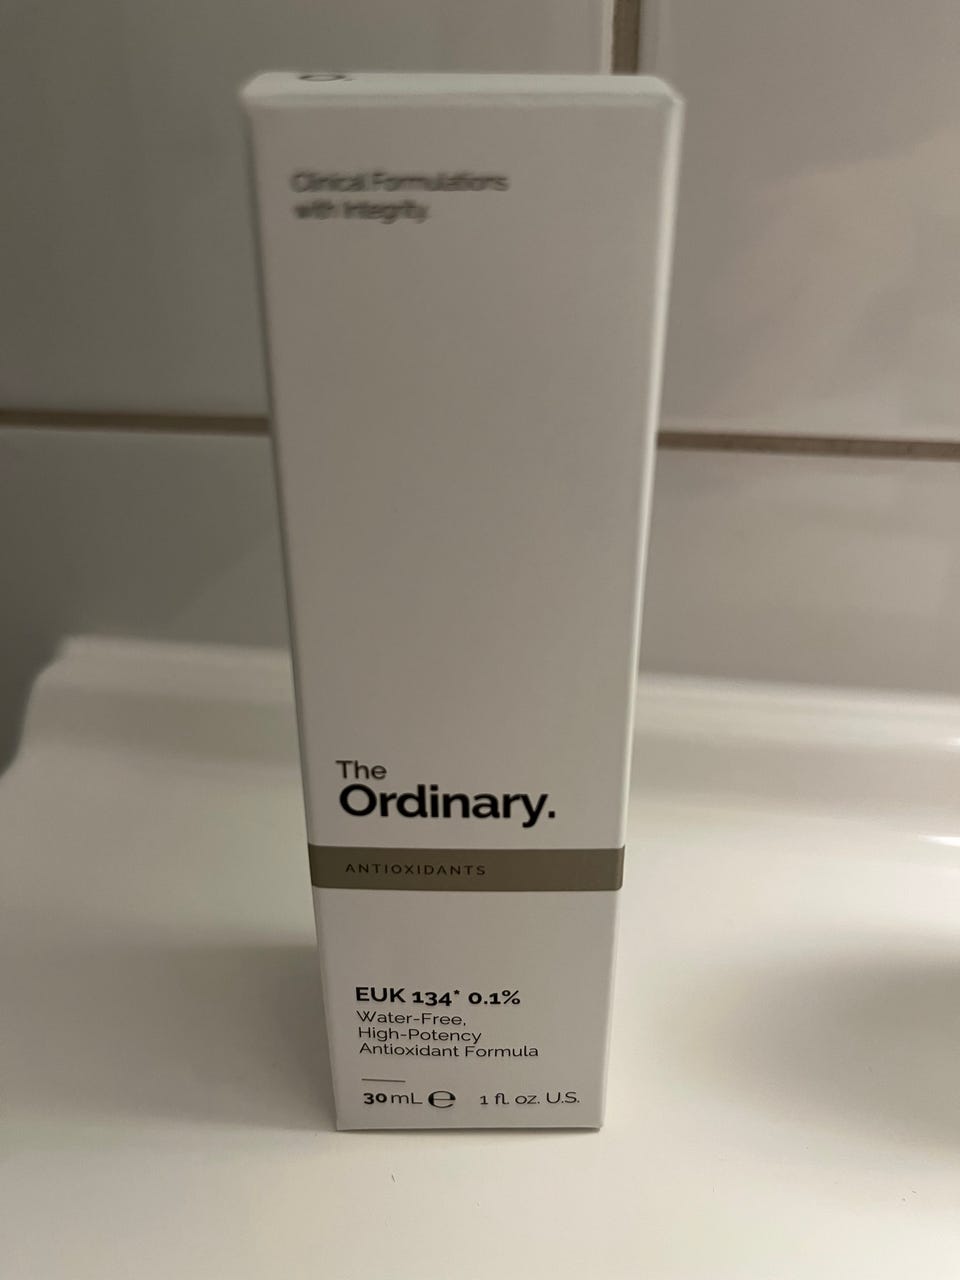 Clinical Formulations
with Integrity.
The
Ordinary.
ANTIOXIDANTS
EUK 134* 0.1%
Water-Free,
High-Potency
Antioxidant Formula
30 mL ℮ 1 fl. oz. U.S.